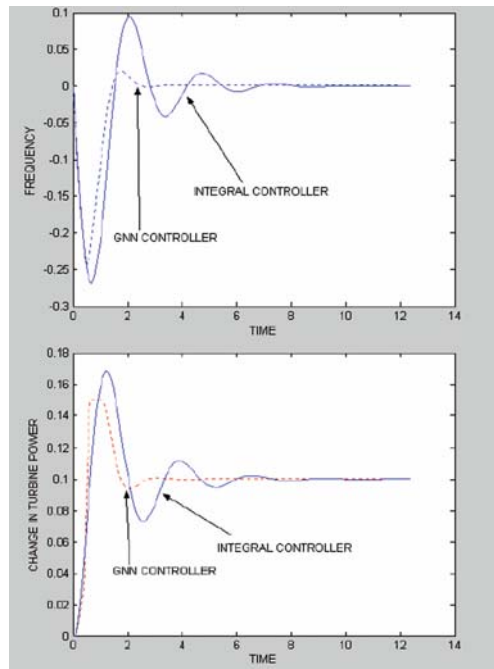 0.1
0.05
0
-0.05
-0.1
-0.15
-0.2
-0.25
-0.3
FREQUENCY
INTEGRAL CONTROLLER
GNN CONTROLLER
0 2 4 6 8 10 12 14
TIME
0.18
0.16
0.14
0.12
0.1
0.08
0.06
0.04
0.02
0
CHANGE IN TURBINE POWER
INTEGRAL CONTROLLER
GNN CONTROLLER
0 2 4 6 8 10 12 14
TIME